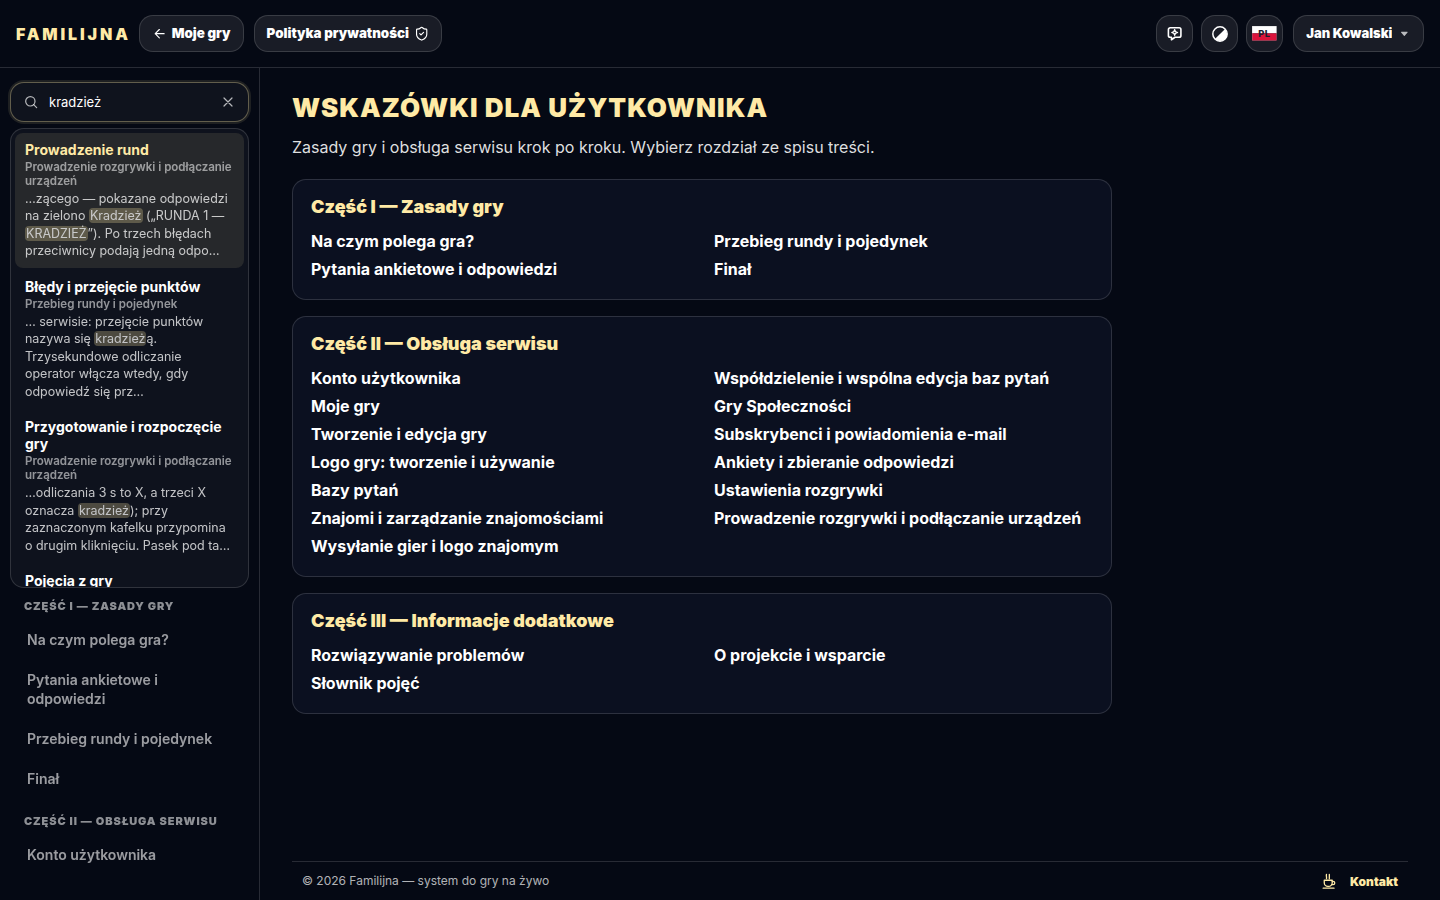 FAMILIJNA
Moje gry
Polityka prywatności
PL
Jan Kowalski
kradzież
Prowadzenie rund
Prowadzenie rozgrywki i podłączanie
urządzeń
...zącego — pokazane odpowiedzi
na zielono Kradzież („RUNDA 1 —
KRADZIEŻ”). Po trzech błędach
przeciwnicy podają jedną odpo...
Błędy i przejęcie punktów
Przebieg rundy i pojedynek
... serwisie: przejęcie punktów
nazywa się kradzieżą.
Trzysekundowe odliczanie
operator włącza wtedy, gdy
odpowiedź się prz...
Przygotowanie i rozpoczęcie
gry
Prowadzenie rozgrywki i podłączanie
urządzeń
...odliczania 3 s to X, a trzeci X
oznacza kradzież); przy
zaznaczonym kafelku przypomina
o drugim kliknięciu. Pasek pod ta...
Pojęcia z gry
CZĘŚĆ I — ZASADY GRY
Na czym polega gra?
Pytania ankietowe i
odpowiedzi
Przebieg rundy i pojedynek
Finał
CZĘŚĆ II — OBSŁUGA SERWISU
Konto użytkownika
WSKAZÓWKI DLA UŻYTKOWNIKA
Zasady gry i obsługa serwisu krok po kroku. Wybierz rozdział ze spisu treści.
Część I — Zasady gry
Na czym polega gra?
Pytania ankietowe i odpowiedzi
Przebieg rundy i pojedynek
Finał
Część II — Obsługa serwisu
Konto użytkownika
Moje gry
Tworzenie i edycja gry
Logo gry: tworzenie i używanie
Bazy pytań
Znajomi i zarządzanie znajomościami
Wysyłanie gier i logo znajomym
Współdzielenie i wspólna edycja baz pytań
Gry Społeczności
Subskrybenci i powiadomienia e-mail
Ankiety i zbieranie odpowiedzi
Ustawienia rozgrywki
Prowadzenie rozgrywki i podłączanie urządzeń
Część III — Informacje dodatkowe
Rozwiązywanie problemów
Słownik pojęć
O projekcie i wsparcie
© 2026 Familijna — system do gry na żywo
Kontakt